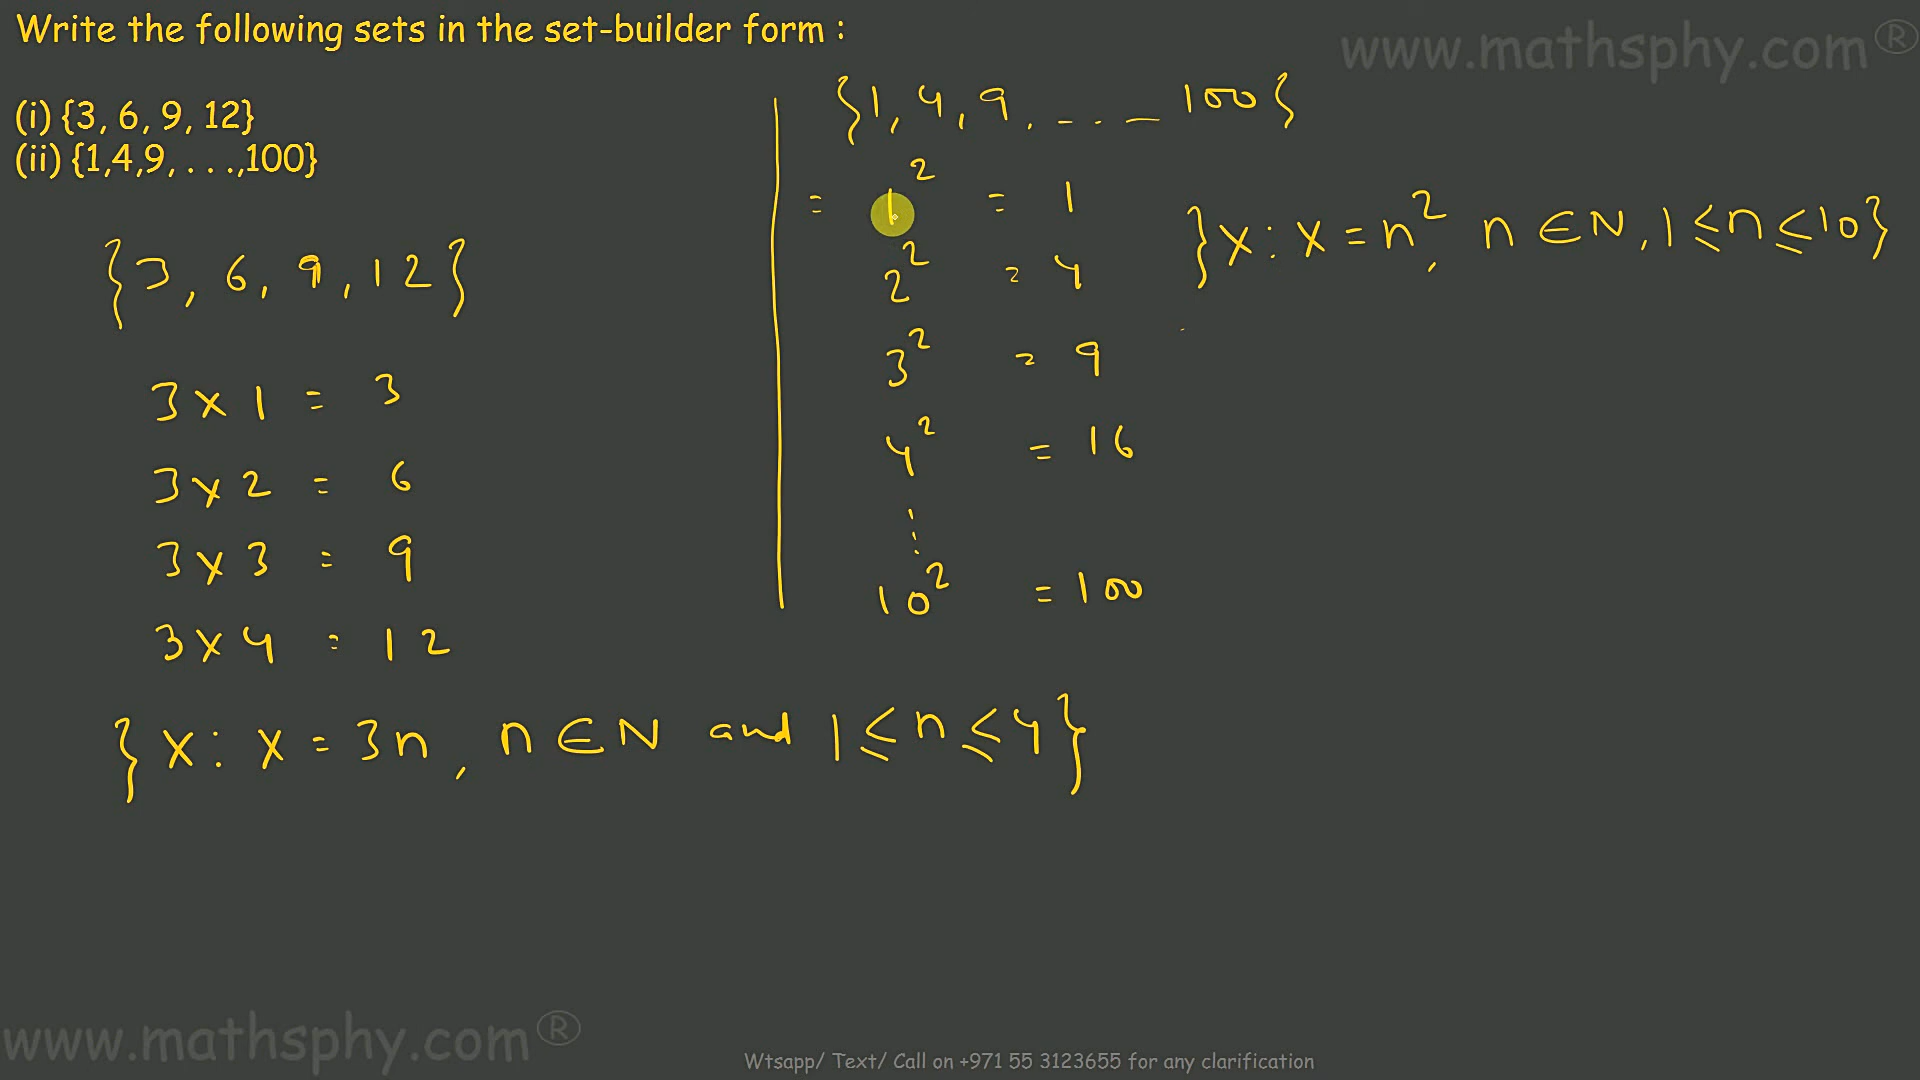 Write the following sets in the set-builder form :
www.mathsphy.com®
(i) {3, 6, 9, 12}
(ii) {1,4,9, . . .,100}
{3, 6, 9, 12}
3 x 1 = 3
3 x 2 = 6
3 x 3 = 9
3 x 4 = 12
{x : x = 3n, n ∈ N and 1 ≤ n ≤ 4}
{1, 4, 9, - . . - 100}
= 1² = 1
2² = 4
3² = 9
4² = 16
⋮
10² = 100
{x : x = n², n ∈ N, 1 ≤ n ≤ 10}
www.mathsphy.com®
Wtsapp/ Text/ Call on +971 55 3123655 for any clarification